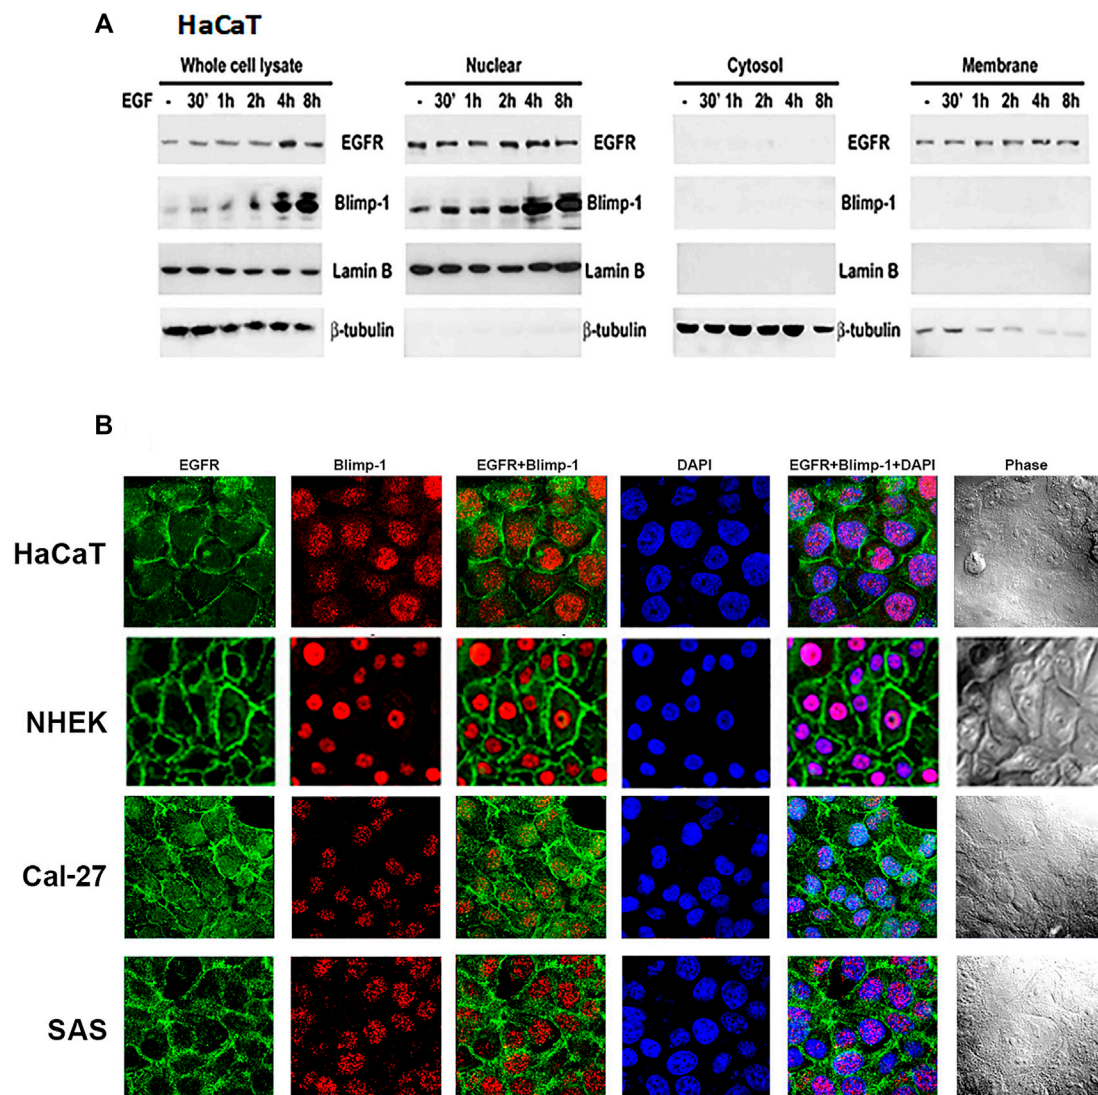 A HaCaT
Whole cell lysate Nuclear Cytosol Membrane
EGF - 30' 1h 2h 4h 8h - 30' 1h 2h 4h 8h - 30' 1h 2h 4h 8h - 30' 1h 2h 4h 8h
EGFR EGFR EGFR
Blimp-1 Blimp-1 Blimp-1
Lamin B Lamin B Lamin B
β-tubulin β-tubulin β-tubulin
B
EGFR Blimp-1 EGFR+Blimp-1 DAPI EGFR+Blimp-1+DAPI Phase
HaCaT
NHEK
Cal-27
SAS